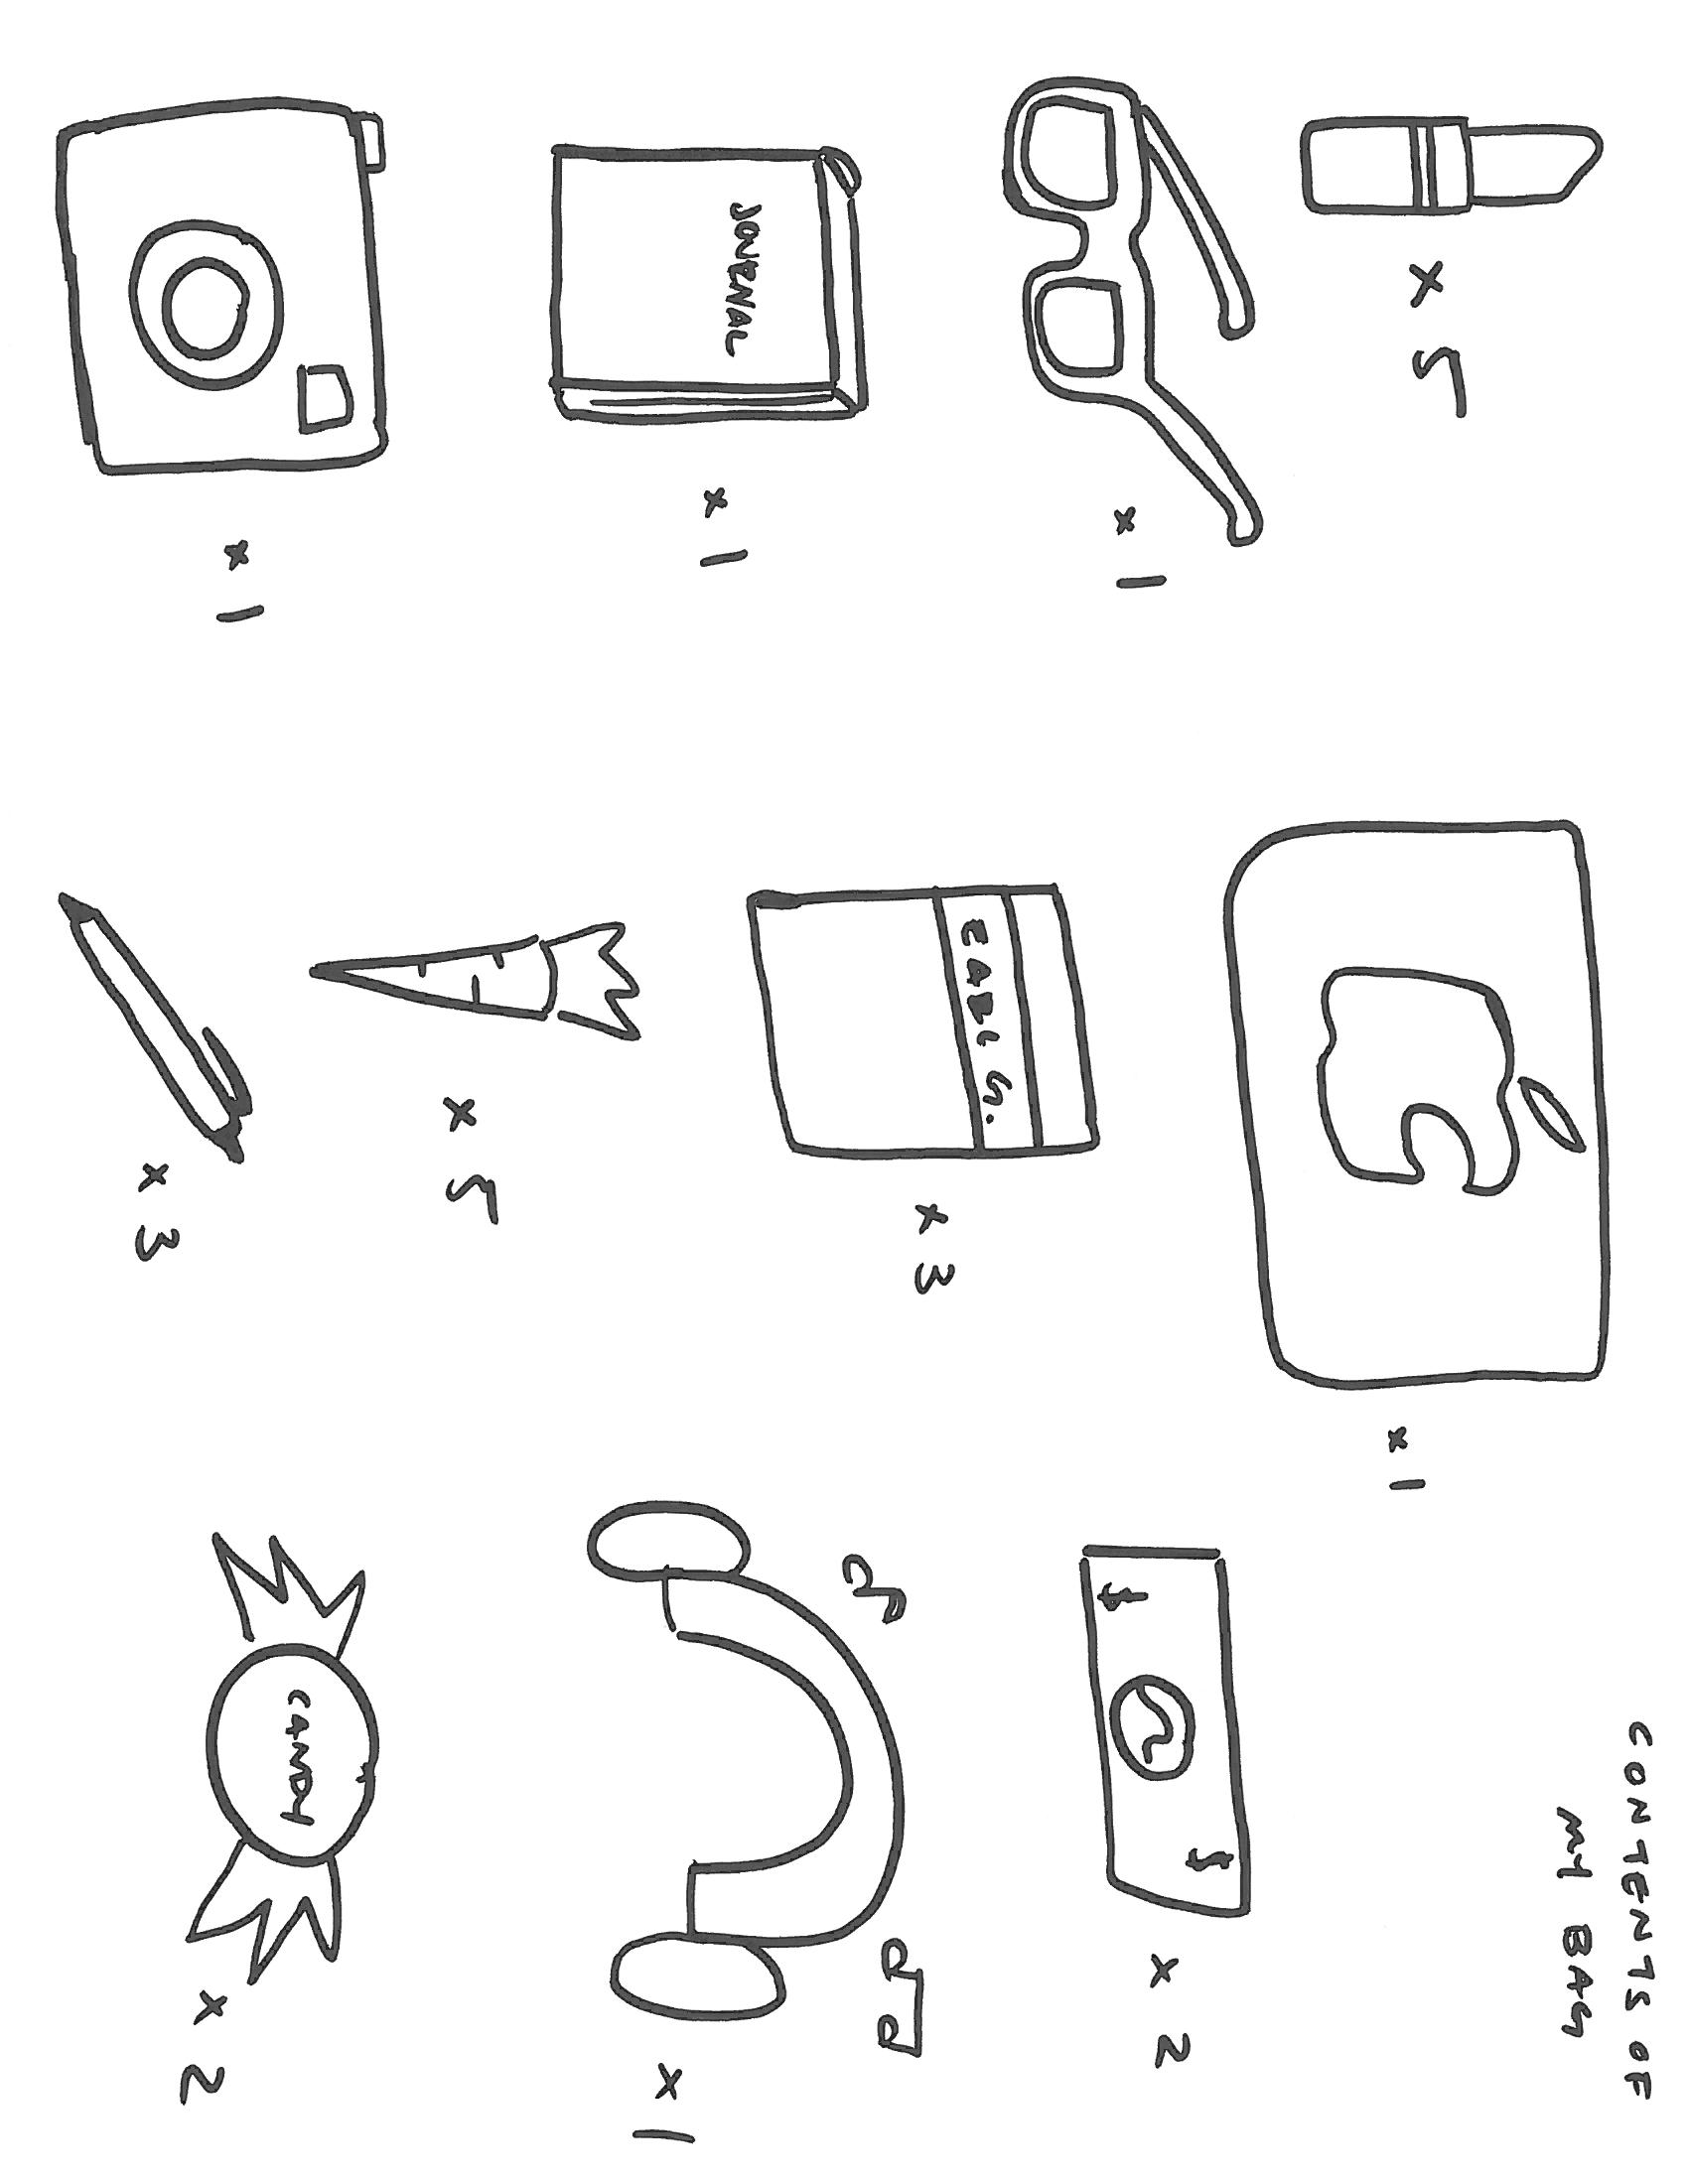 CONTENTS OF
MY BAG
x 5
x 1
$ $
x 2
x 1
EARL G.
x 3
x 1
JOURNAL
x 1
x 5
CANDY
x 2
x 1
x 3